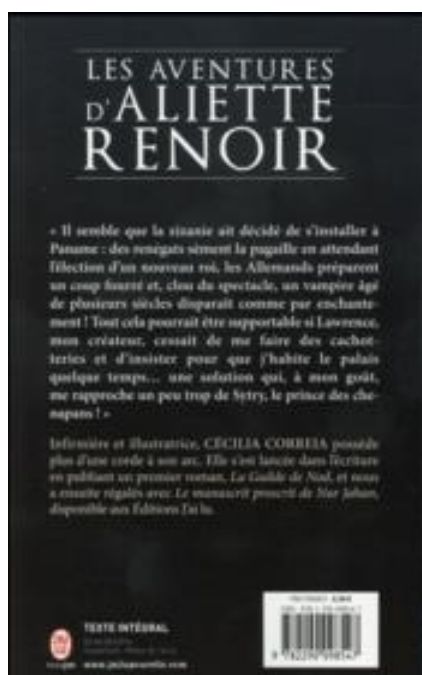 LES AVENTURES
D'ALIETTE
RENOIR
« Il semble que la zizanie ait décidé de s'installer à
Paname : des renégats sèment la pagaille en attendant
l'élection d'un nouveau roi, les Allemands préparent
un coup fourré et, clou du spectacle, un vampire âgé
de plusieurs siècles disparaît comme par enchante-
ment ! Tout cela pourrait être supportable si Lawrence,
mon créateur, cessait de me faire des cachot-
teries et d'insister pour que j'habite le palais
quelque temps... une solution qui, à mon goût,
me rapproche un peu trop de Sytry, le prince des che-
napans ! »
Infirmière et illustratrice, CÉCILIA CORREIA possède
plus d'une corde à son arc. Elle s'est lancée dans l'écriture
en publiant un premier roman, La Guilde de Nod, et nous
a ensuite régalés avec Le manuscrit proscrit de Nur Jahan,
disponible aux Éditions J'ai lu.
TEXTE INTÉGRAL
www.jailu.com